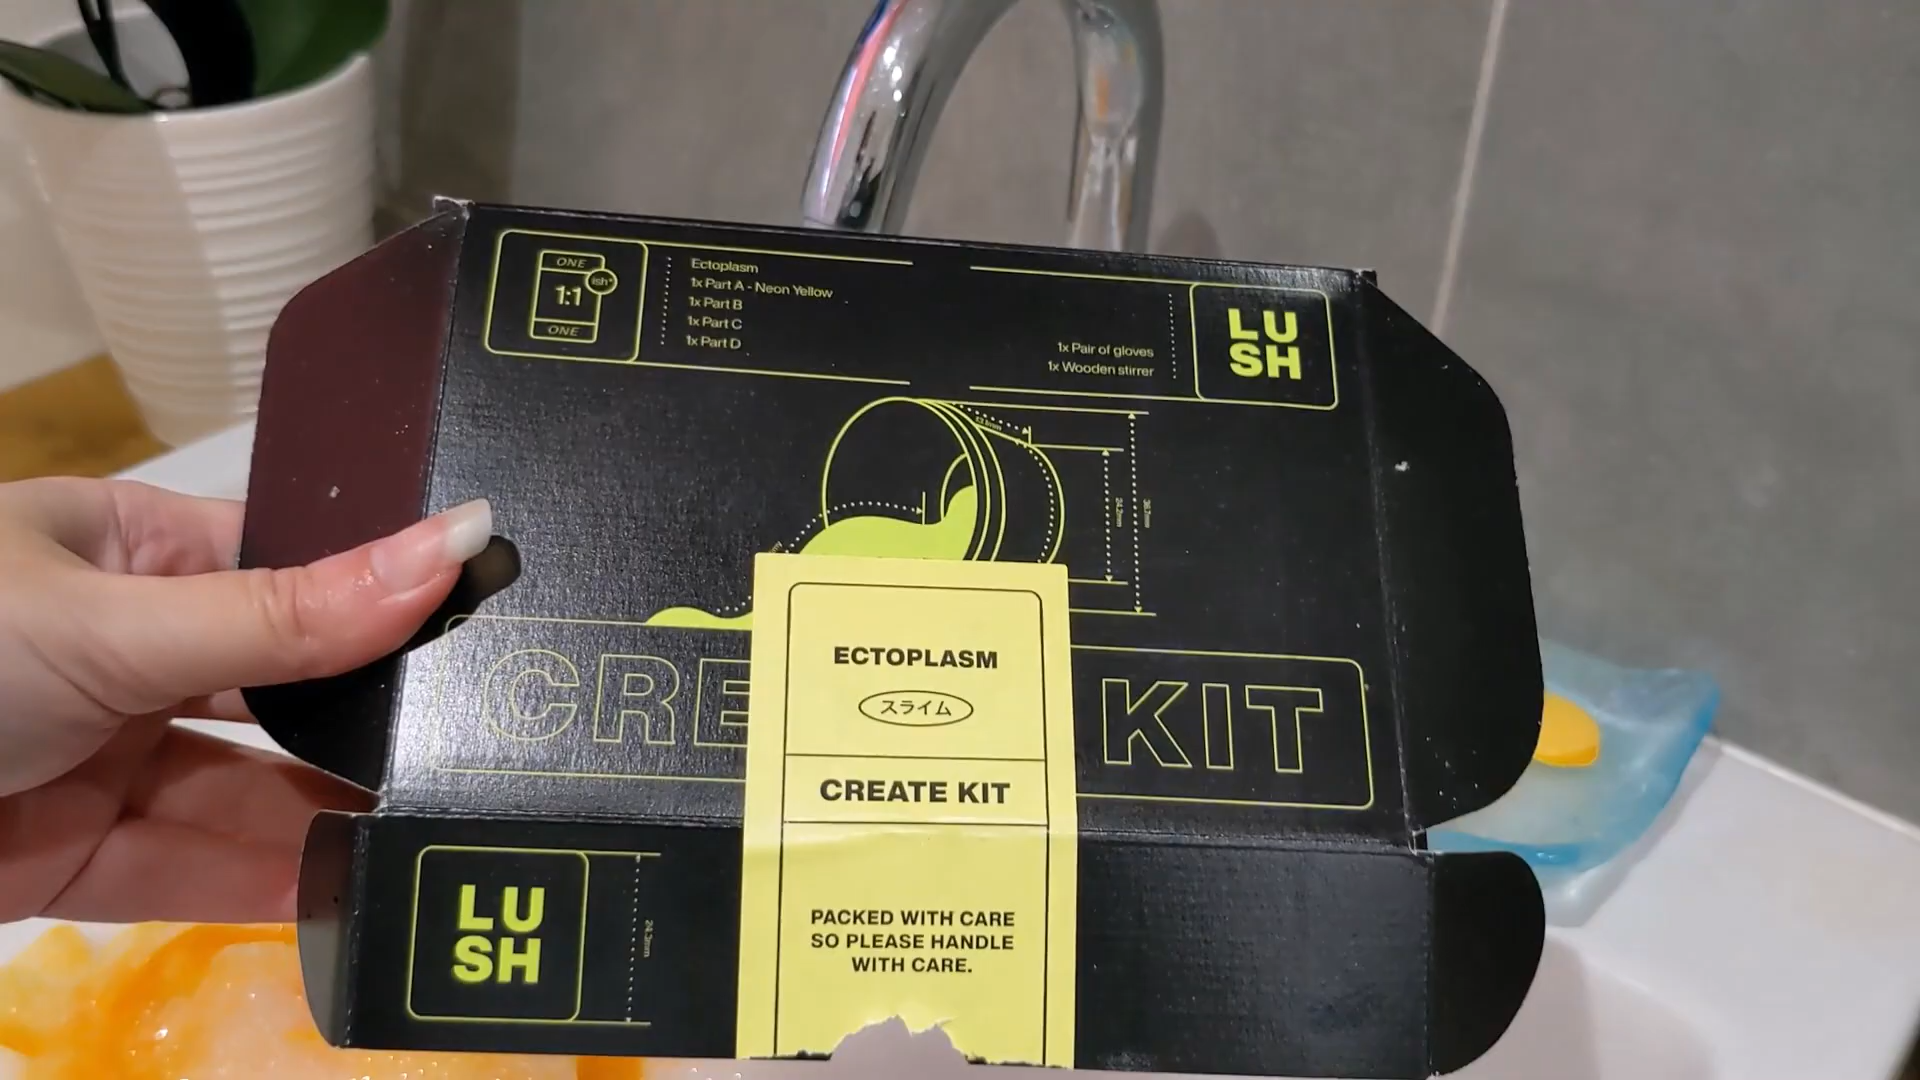 ONE
1:1
ish*
ONE
Ectoplasm
1x Part A - Neon Yellow
1x Part B
1x Part C
1x Part D
1x Pair of gloves
1x Wooden stirrer
LU
SH
CRE
KIT
ECTOPLASM
スライム
CREATE KIT
PACKED WITH CARE
SO PLEASE HANDLE
WITH CARE.
LU
SH